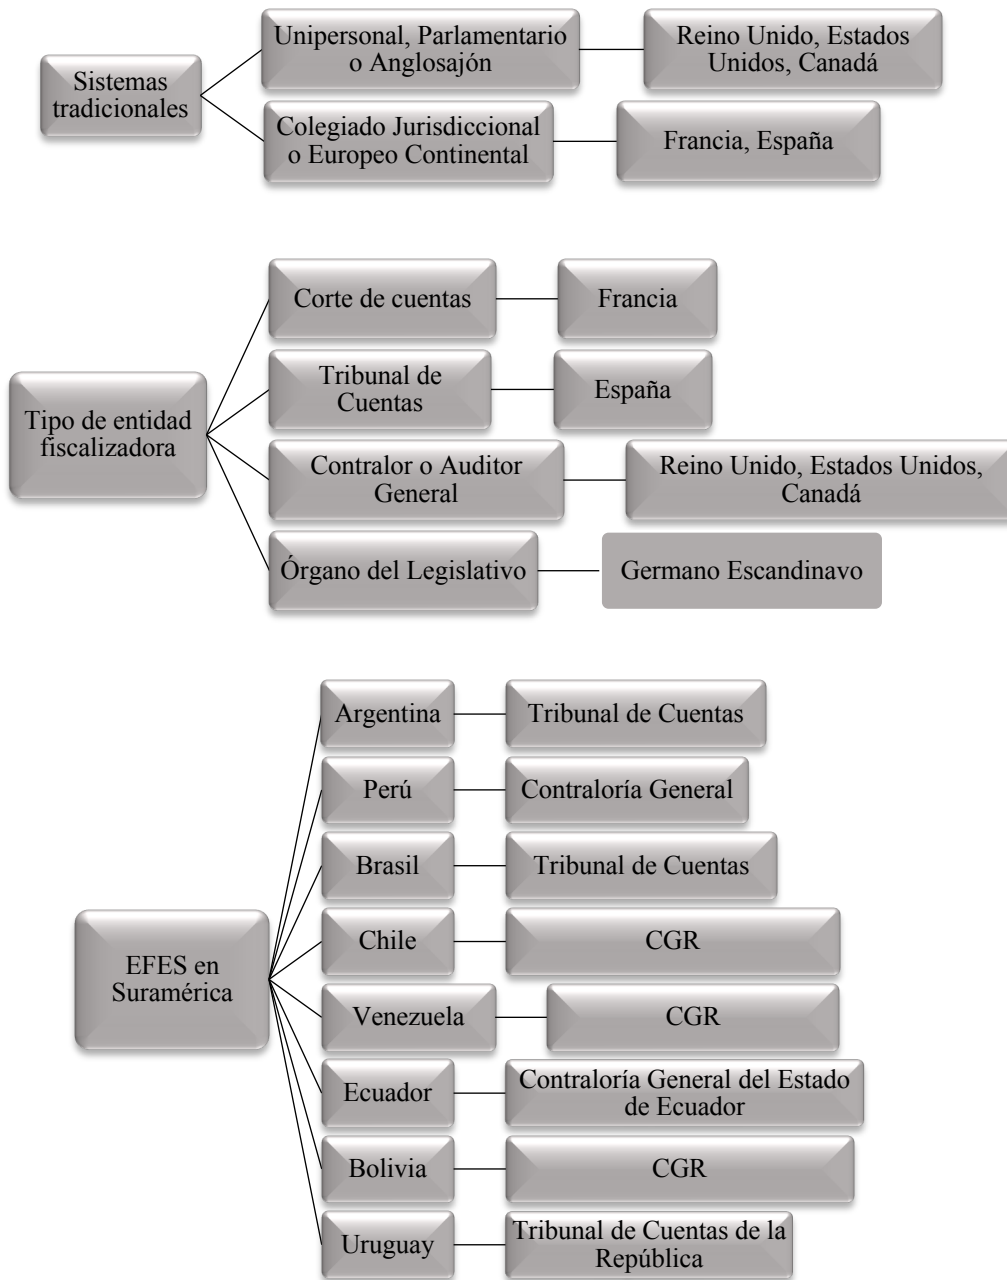 Sistemas
tradicionales
Unipersonal, Parlamentario
o Anglosajón
Reino Unido, Estados
Unidos, Canadá
Colegiado Jurisdiccional
o Europeo Continental
Francia, España
Tipo de entidad
fiscalizadora
Corte de cuentas
Francia
Tribunal de
Cuentas
España
Contralor o Auditor
General
Reino Unido, Estados Unidos,
Canadá
Órgano del Legislativo
Germano Escandinavo
EFES en
Suramérica
Argentina
Tribunal de Cuentas
Perú
Contraloría General
Brasil
Tribunal de Cuentas
Chile
CGR
Venezuela
CGR
Ecuador
Contraloría General del Estado
de Ecuador
Bolivia
CGR
Uruguay
Tribunal de Cuentas de la
República